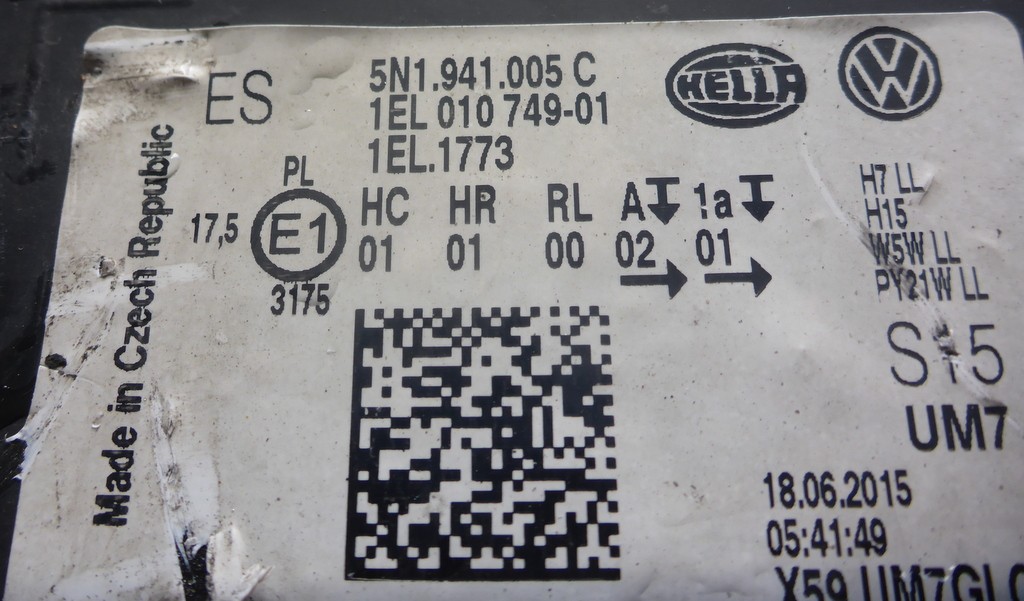 ES
5N1.941.005 C
1EL 010 749-01
1EL.1773
HELLA
VW
Made in Czech Republic
PL
17,5 E1
3175
HC HR RL A !a
01 01 00 02 01
H7 LL
H15
W5W LL
PY21W LL
S15
UM7
18.06.2015
05:41:49